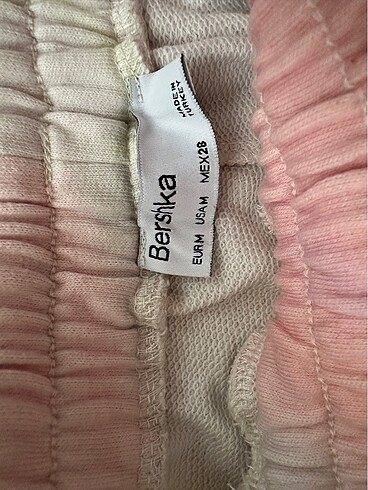 Bershka
EUR M USA M MEX 28
MADE IN
TURKEY